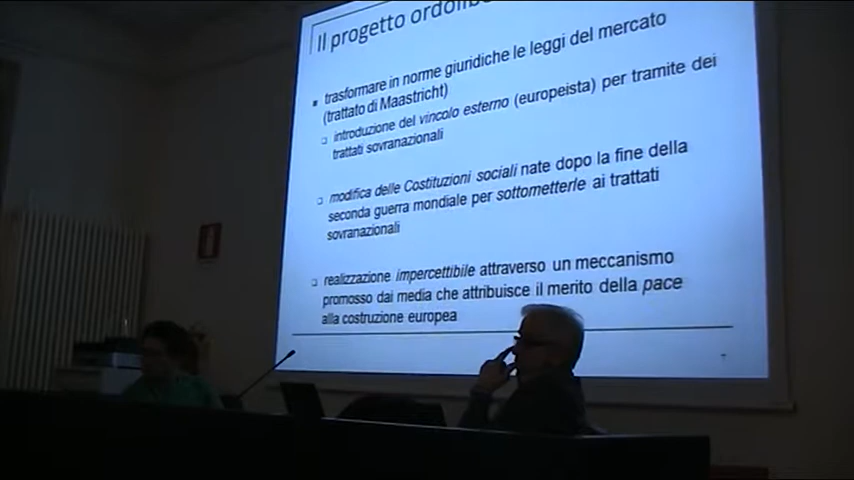 Il progetto
trasformare in norme giuridiche le leggi del mercato
(trattato di Maastricht)
introduzione del vincolo esterno (europeista) per tramite dei
trattati sovranazionali
modifica delle Costituzioni sociali nate dopo la fine della
seconda guerra mondiale per sottometterle ai trattati
sovranazionali
realizzazione impercettibile attraverso un meccanismo
promosso dai media che attribuisce il merito della pace
alla costruzione europea